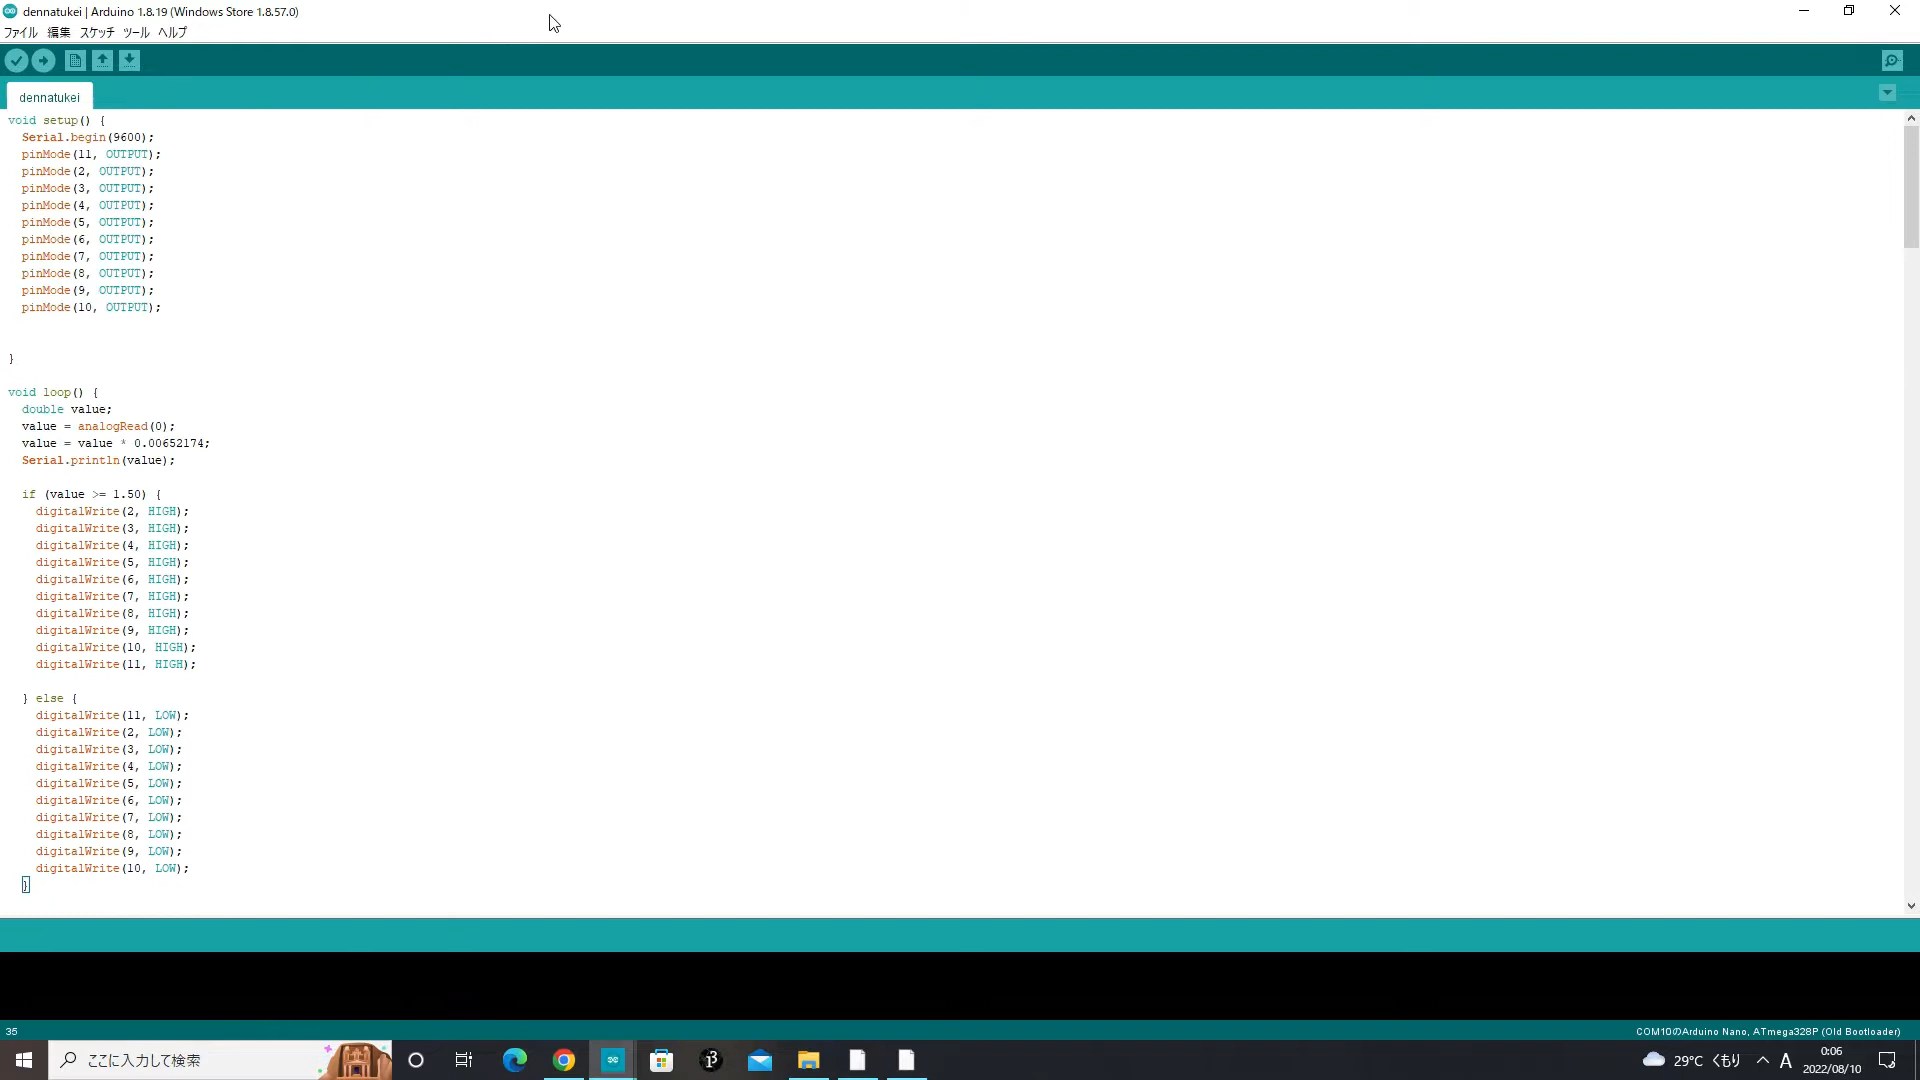 dennatukei | Arduino 1.8.19 (Windows Store 1.8.57.0)
ファイル 編集 スケッチ ツール ヘルプ
dennatukei
void setup() {
Serial.begin(9600);
pinMode(11, OUTPUT);
pinMode(2, OUTPUT);
pinMode(3, OUTPUT);
pinMode(4, OUTPUT);
pinMode(5, OUTPUT);
pinMode(6, OUTPUT);
pinMode(7, OUTPUT);
pinMode(8, OUTPUT);
pinMode(9, OUTPUT);
pinMode(10, OUTPUT);
}
void loop() {
double value;
value = analogRead(0);
value = value * 0.00652174;
Serial.println(value);
if (value >= 1.50) {
digitalWrite(2, HIGH);
digitalWrite(3, HIGH);
digitalWrite(4, HIGH);
digitalWrite(5, HIGH);
digitalWrite(6, HIGH);
digitalWrite(7, HIGH);
digitalWrite(8, HIGH);
digitalWrite(9, HIGH);
digitalWrite(10, HIGH);
digitalWrite(11, HIGH);
} else {
digitalWrite(11, LOW);
digitalWrite(2, LOW);
digitalWrite(3, LOW);
digitalWrite(4, LOW);
digitalWrite(5, LOW);
digitalWrite(6, LOW);
digitalWrite(7, LOW);
digitalWrite(8, LOW);
digitalWrite(9, LOW);
digitalWrite(10, LOW);
}
35
COM10のArduino Nano, ATmega328P (Old Bootloader)
ここに入力して検索
29°C くもり
A
0:06
2022/08/10